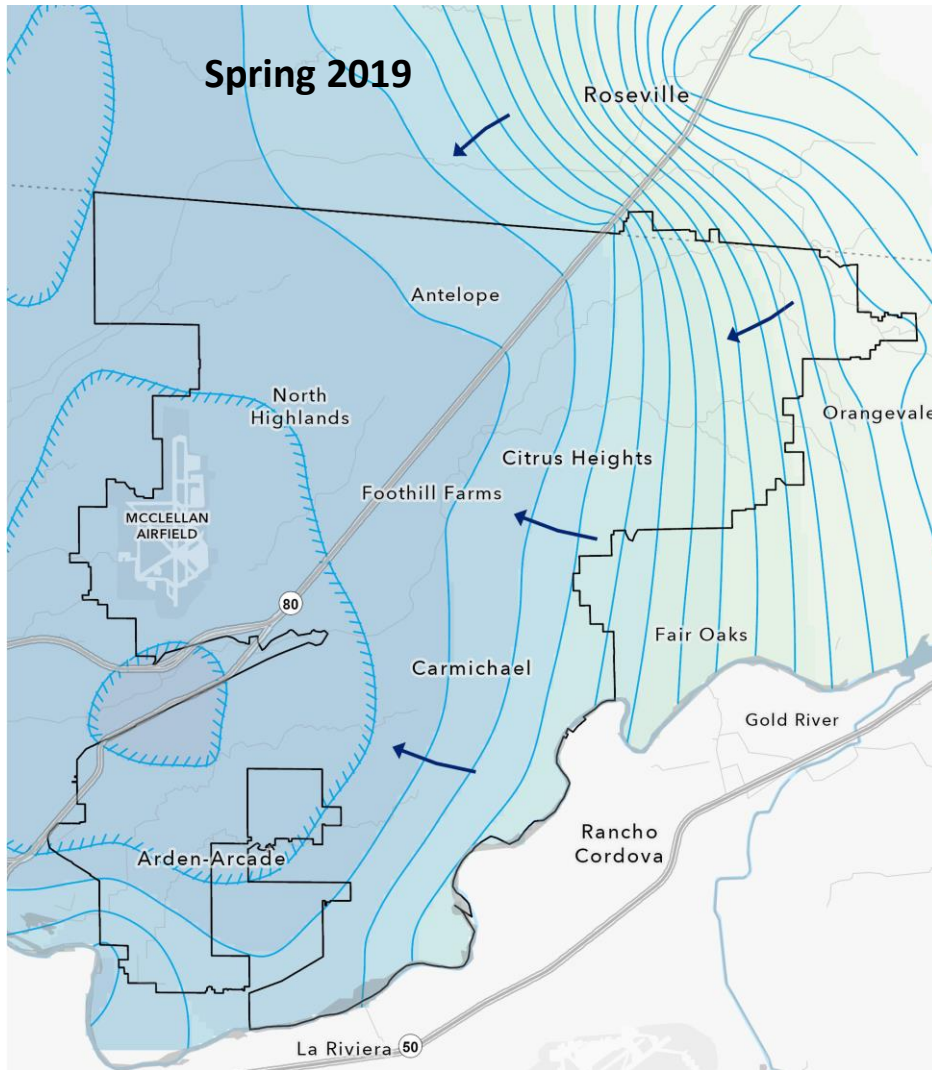 Spring 2019
Roseville
Antelope
North
Highlands
Orangevale
Citrus Heights
Foothill Farms
MCCLELLAN
AIRFIELD
80
Fair Oaks
Carmichael
Gold River
Rancho
Cordova
Arden-Arcade
La Riviera
50